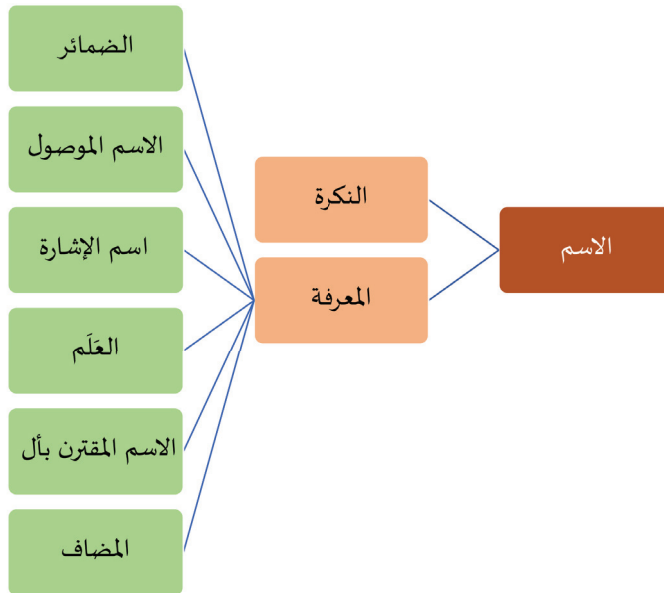 الاسم
النكرة
المعرفة
الضمائر
الاسم الموصول
اسم الإشارة
العَلَم
الاسم المقترن بأل
المضاف